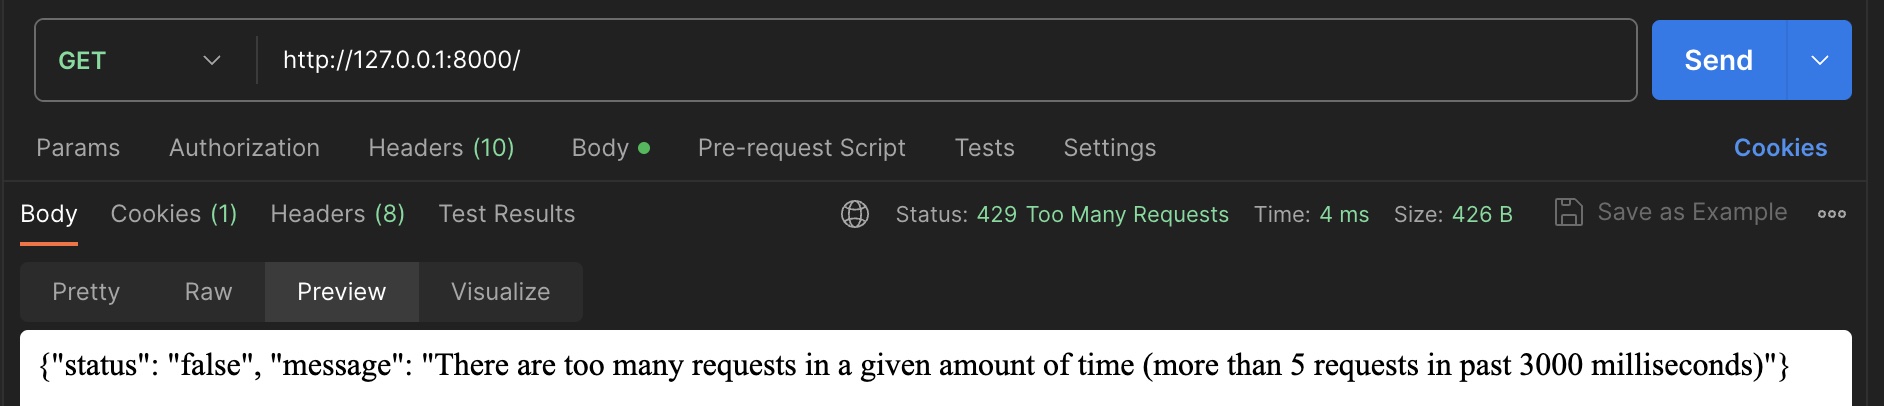 GET http://127.0.0.1:8000/ Send
Params Authorization Headers (10) Body Pre-request Script Tests Settings Cookies
Body Cookies (1) Headers (8) Test Results Status: 429 Too Many Requests Time: 4 ms Size: 426 B Save as Example
Pretty Raw Preview Visualize
{"status": "false", "message": "There are too many requests in a given amount of time (more than 5 requests in past 3000 milliseconds)"}